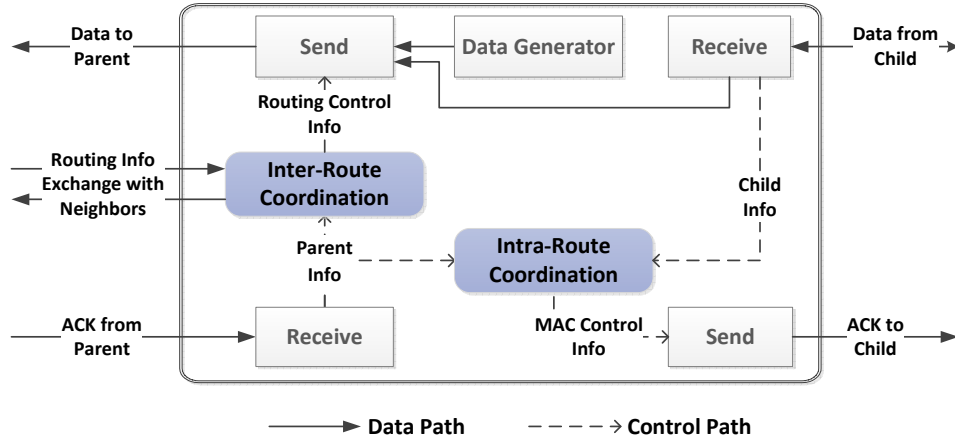 Data to
Parent
Send
Data Generator
Receive
Data from
Child
Routing Control
Info
Routing Info
Exchange with
Neighbors
Inter-Route
Coordination
Child
Info
Parent
Info
Intra-Route
Coordination
ACK from
Parent
Receive
MAC Control
Info
Send
ACK to
Child
Data Path
Control Path